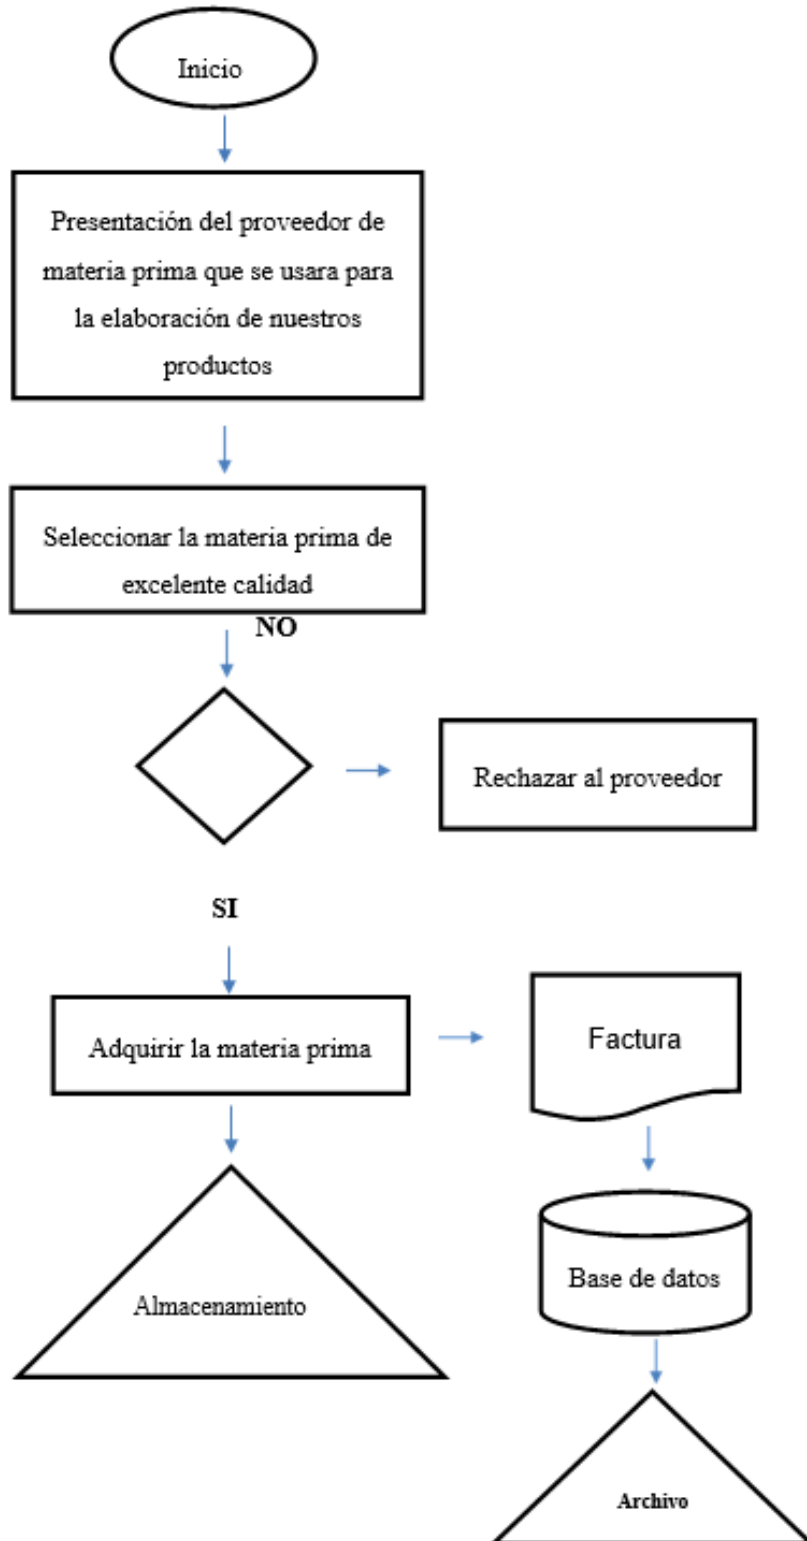 Inicio
Presentación del proveedor de
materia prima que se usara para
la elaboración de nuestros
productos
Seleccionar la materia prima de
excelente calidad
NO
Rechazar al proveedor
SI
Adquirir la materia prima
Factura
Base de datos
Almacenamiento
Archivo